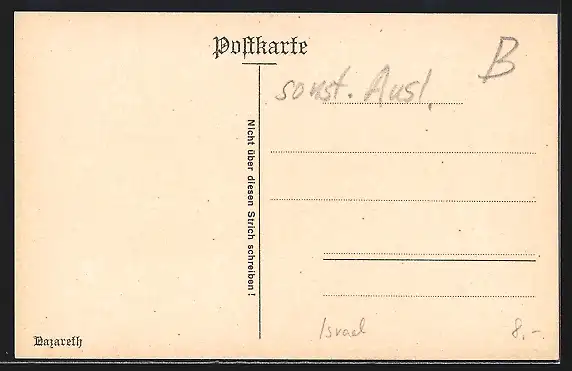 Postkarte
B
sonst. Ausl.
Nicht über diesen Strich schreiben!
Israel
8,-
Nazareth